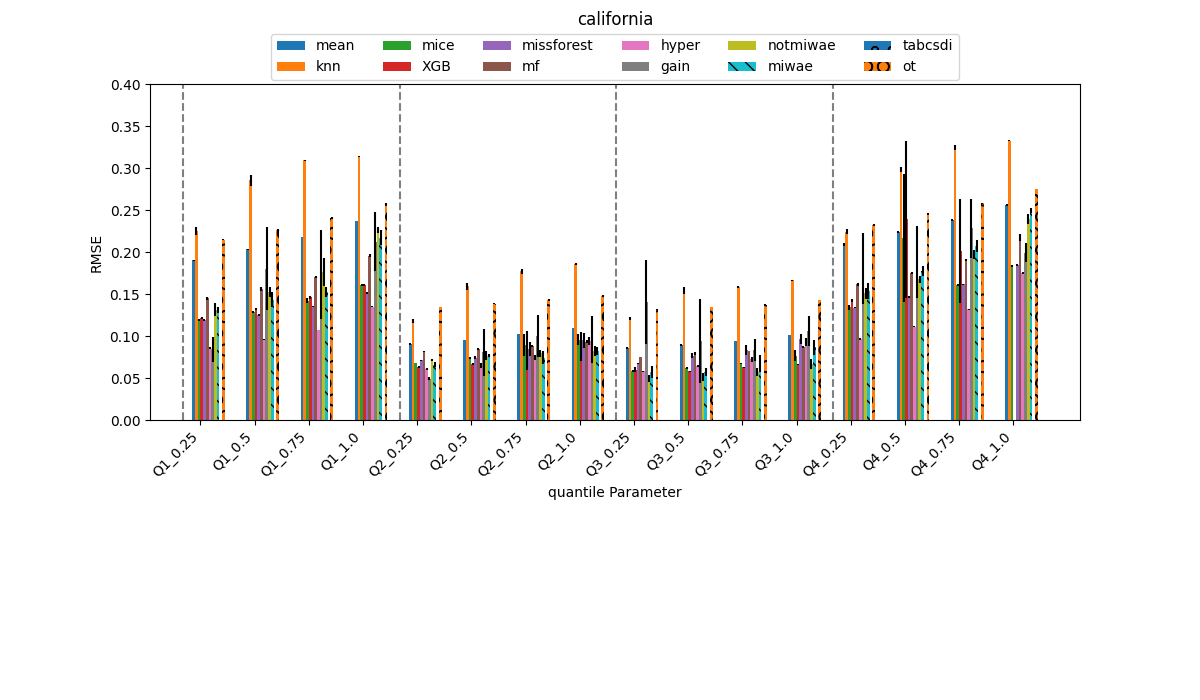 california
mean mice missforest hyper notmiwae tabcsdi
knn XGB mf gain miwae ot
0.40
0.35
0.30
0.25
0.20
0.15
0.10
0.05
0.00
RMSE
Q1_0.25 Q1_0.5 Q1_0.75 Q1_1.0 Q2_0.25 Q2_0.5 Q2_0.75 Q2_1.0 Q3_0.25 Q3_0.5 Q3_0.75 Q3_1.0 Q4_0.25 Q4_0.5 Q4_0.75 Q4_1.0
quantile Parameter